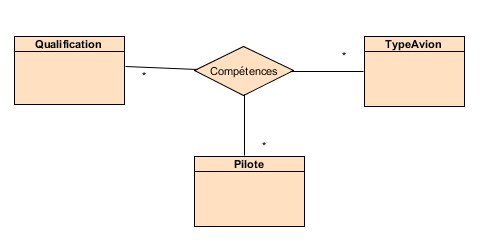 Qualification
TypeAvion
*
Compétences
*
*
Pilote